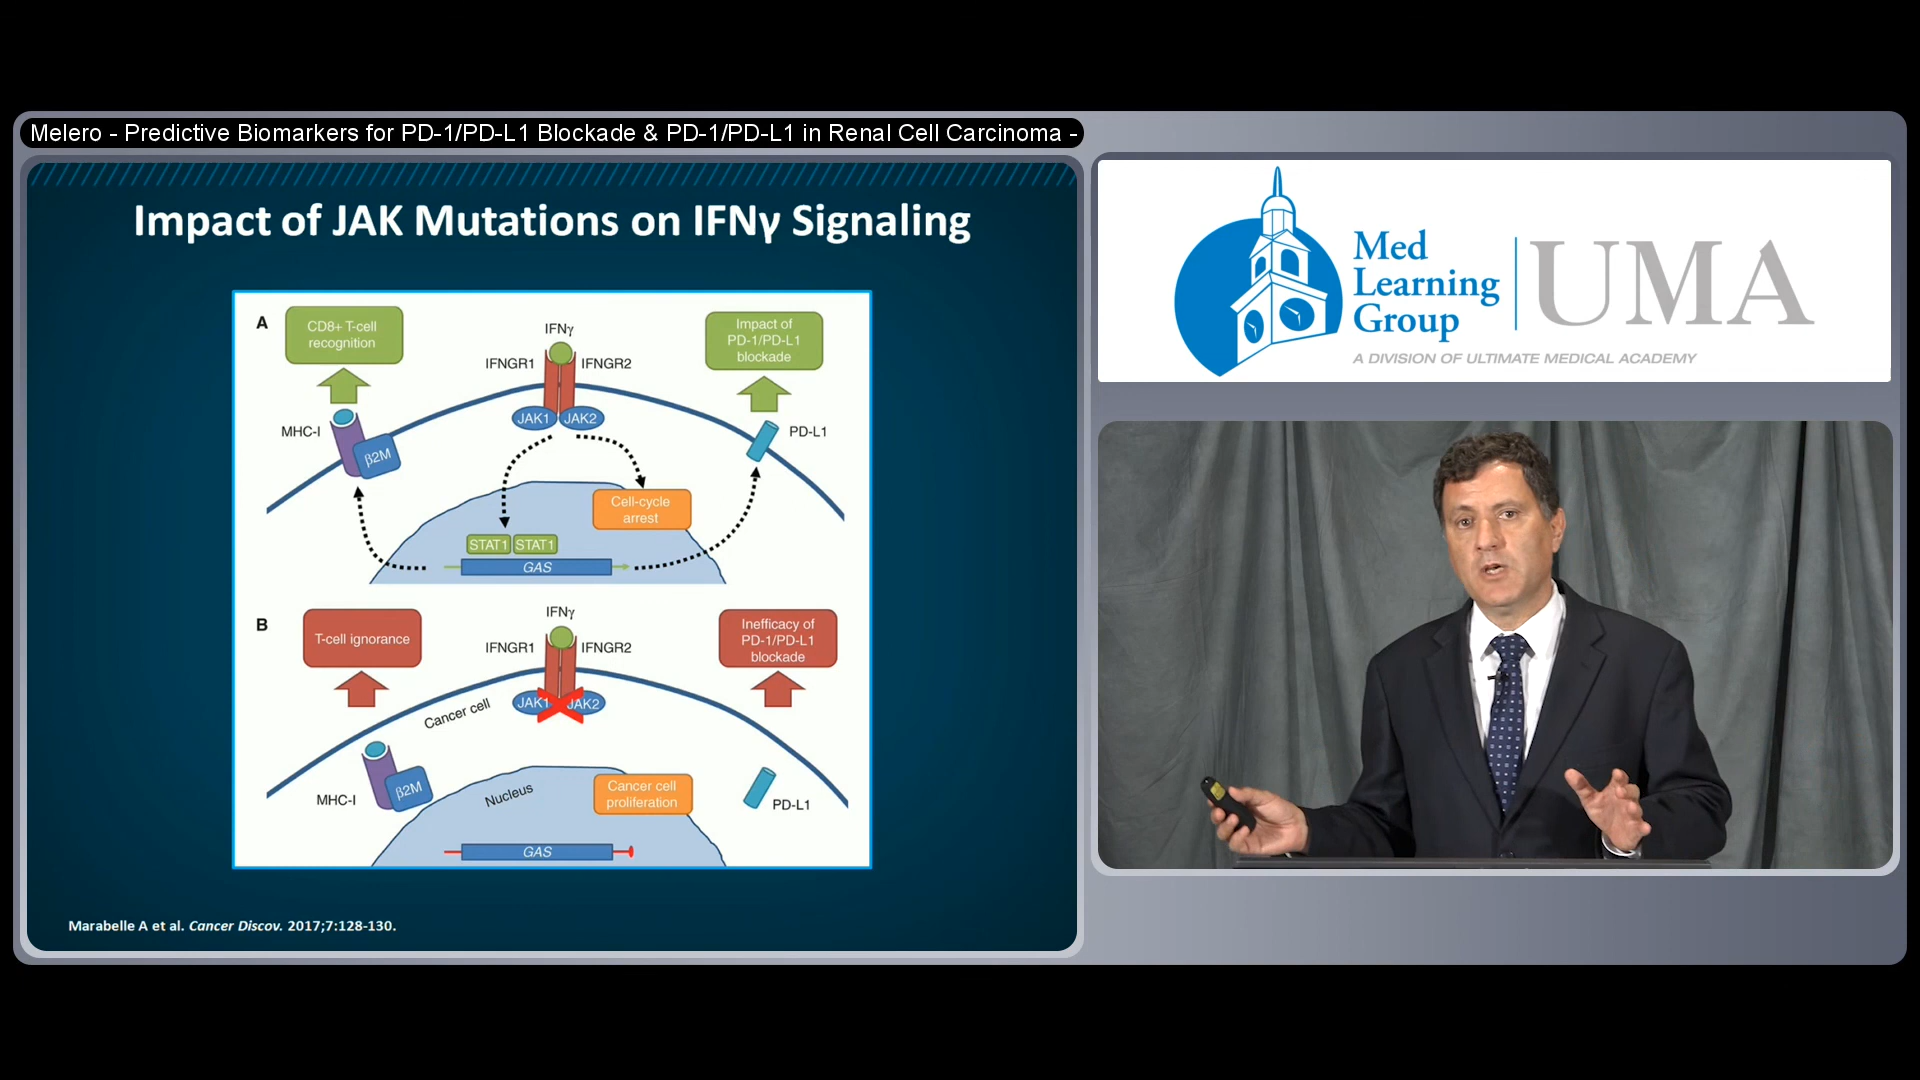 Melero - Predictive Biomarkers for PD-1/PD-L1 Blockade & PD-1/PD-L1 in Renal Cell Carcinoma -
Impact of JAK Mutations on IFNγ Signaling
A
CD8+ T-cell
recognition
IFNγ
IFNGR1
IFNGR2
Impact of
PD-1/PD-L1
blockade
JAK1
JAK2
MHC-I
β2M
PD-L1
Cell-cycle
arrest
STAT1
STAT1
GAS
B
T-cell ignorance
IFNγ
IFNGR1
IFNGR2
Inefficacy of
PD-1/PD-L1
blockade
JAK1
JAK2
Cancer cell
MHC-I
β2M
Nucleus
Cancer cell
proliferation
PD-L1
GAS
Marabelle A et al. Cancer Discov. 2017;7:128-130.
Med
Learning
Group
UMA
A DIVISION OF ULTIMATE MEDICAL ACADEMY